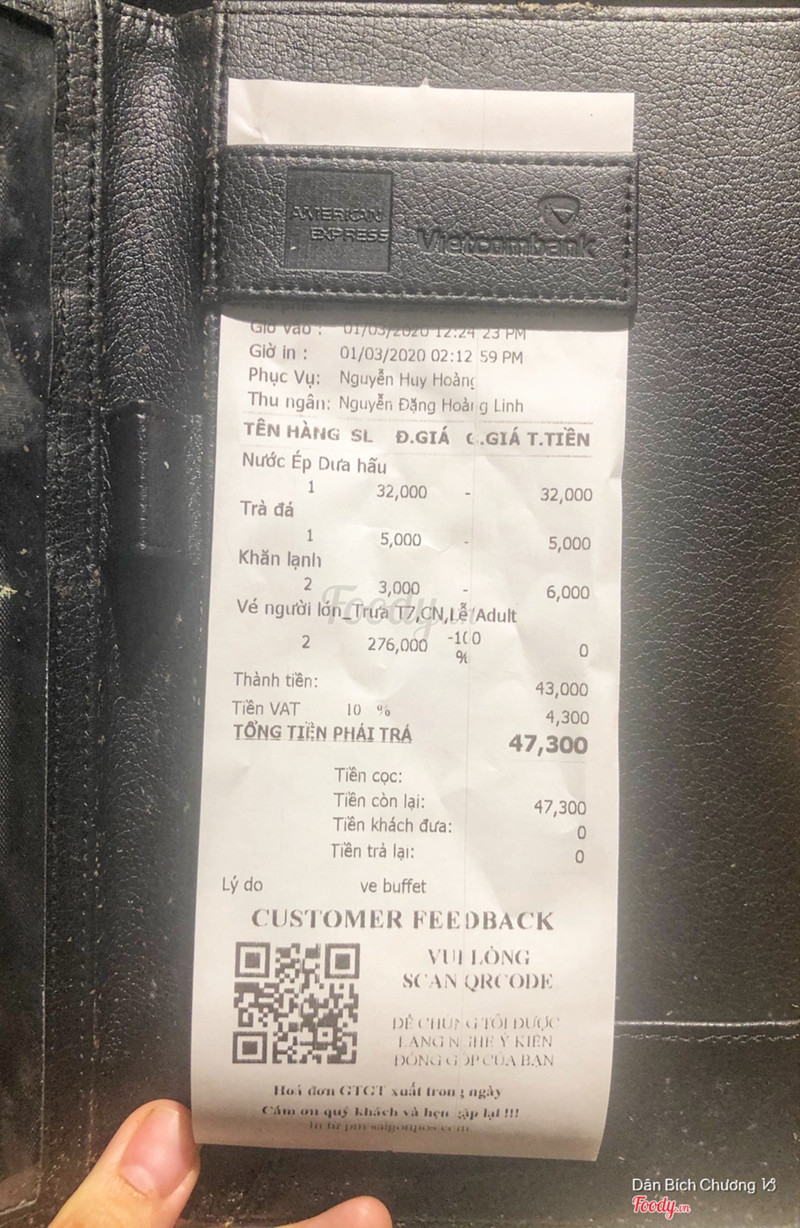 AMERICAN
EXPRESS
Vietcombank
Giờ vào : 01/03/2020 12:24 23 PM
Giờ in : 01/03/2020 02:12 59 PM
Phục Vụ: Nguyễn Huy Hoàng
Thu ngân: Nguyễn Đặng Hoàng Linh
TÊN HÀNG SL Đ.GIÁ G.GIÁ T.TIỀN
Nước Ép Dưa hấu
1 32,000 - 32,000
Trà đá
1 5,000 - 5,000
Khăn lạnh
2 3,000 - 6,000
Foody.vn
Vé người lớn_Trưa T7,CN,Lễ/Adult
2 276,000 -100 % 0
Thành tiền: 43,000
Tiền VAT 10 % 4,300
TỔNG TIỀN PHẢI TRẢ 47,300
Tiền cọc:
Tiền còn lại: 47,300
Tiền khách đưa: 0
Tiền trả lại: 0
Lý do ve buffet
CUSTOMER FEEDBACK
VUI LÒNG
SCAN QRCODE
ĐỂ CHÚNG TÔI ĐƯỢC
LẮNG NGHE Ý KIẾN
ĐÓNG GÓP CỦA BẠN
Hoá đơn GTGT xuất trong ngày
Cảm ơn quý khách và hẹn gặp lại !!!
In từ
Dân Bích Chương
Foody.vn